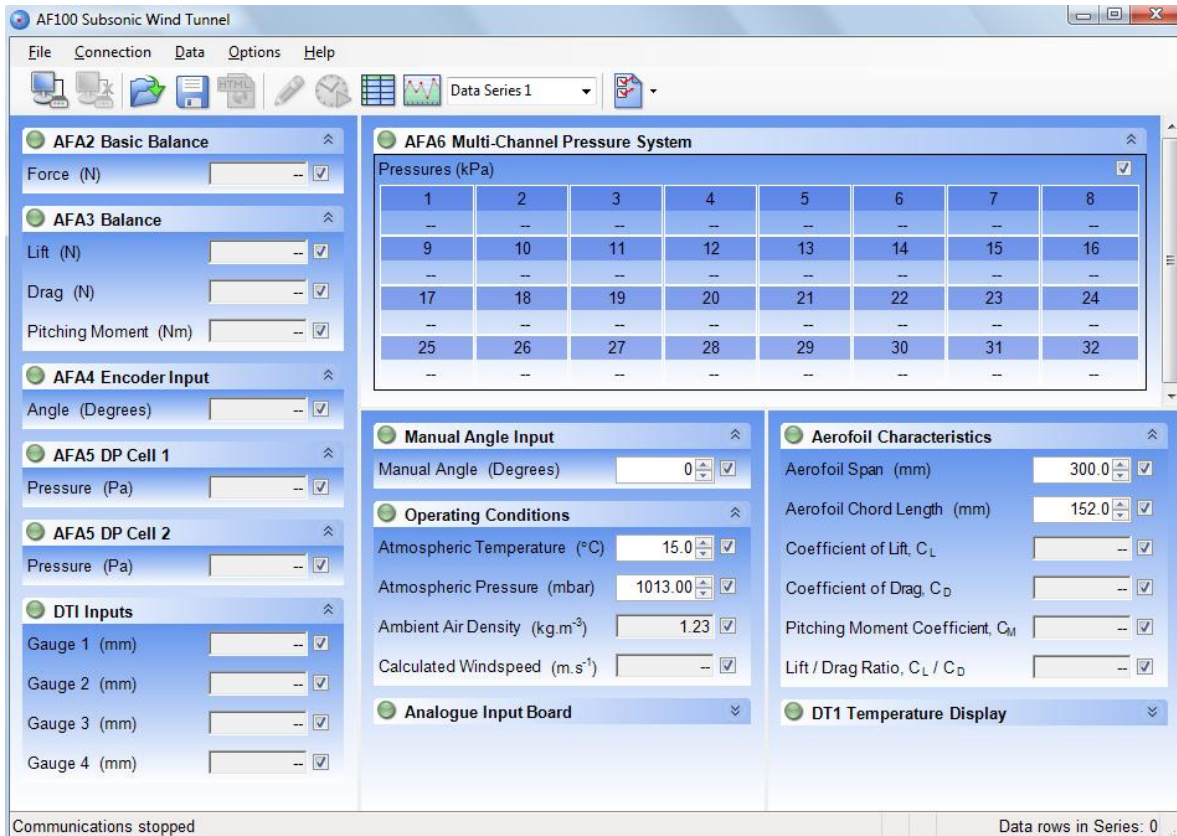 AF100 Subsonic Wind Tunnel
File Connection Data Options Help
HTML
Data Series 1
AFA2 Basic Balance
Force (N) --
AFA3 Balance
Lift (N) --
Drag (N) --
Pitching Moment (Nm) --
AFA4 Encoder Input
Angle (Degrees) --
AFA5 DP Cell 1
Pressure (Pa) --
AFA5 DP Cell 2
Pressure (Pa) --
DTI Inputs
Gauge 1 (mm) --
Gauge 2 (mm) --
Gauge 3 (mm) --
Gauge 4 (mm) --
AFA6 Multi-Channel Pressure System
Pressures (kPa)
1 2 3 4 5 6 7 8
-- -- -- -- -- -- -- --
9 10 11 12 13 14 15 16
-- -- -- -- -- -- -- --
17 18 19 20 21 22 23 24
-- -- -- -- -- -- -- --
25 26 27 28 29 30 31 32
-- -- -- -- -- -- -- --
Manual Angle Input
Manual Angle (Degrees) 0
Operating Conditions
Atmospheric Temperature (°C) 15.0
Atmospheric Pressure (mbar) 1013.00
Ambient Air Density (kg.m⁻³) 1.23
Calculated Windspeed (m.s⁻¹) --
Analogue Input Board
Aerofoil Characteristics
Aerofoil Span (mm) 300.0
Aerofoil Chord Length (mm) 152.0
Coefficient of Lift, C_L --
Coefficient of Drag, C_D --
Pitching Moment Coefficient, C_M --
Lift / Drag Ratio, C_L / C_D --
DT1 Temperature Display
Communications stopped
Data rows in Series: 0